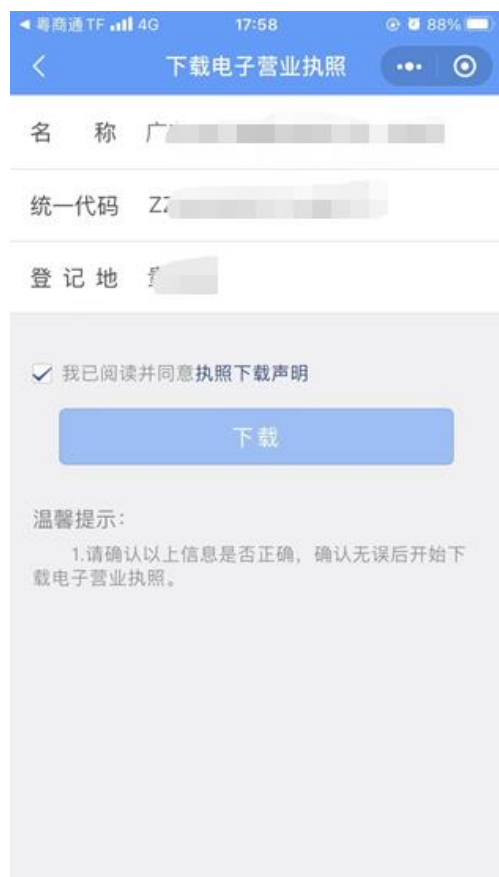 粤商通TF 4G 17:58 88%
下载电子营业执照
名 称 广
统一代码 ZZ
登 记 地
我已阅读并同意执照下载声明
下载
温馨提示：
1.请确认以上信息是否正确，确认无误后开始下
载电子营业执照。